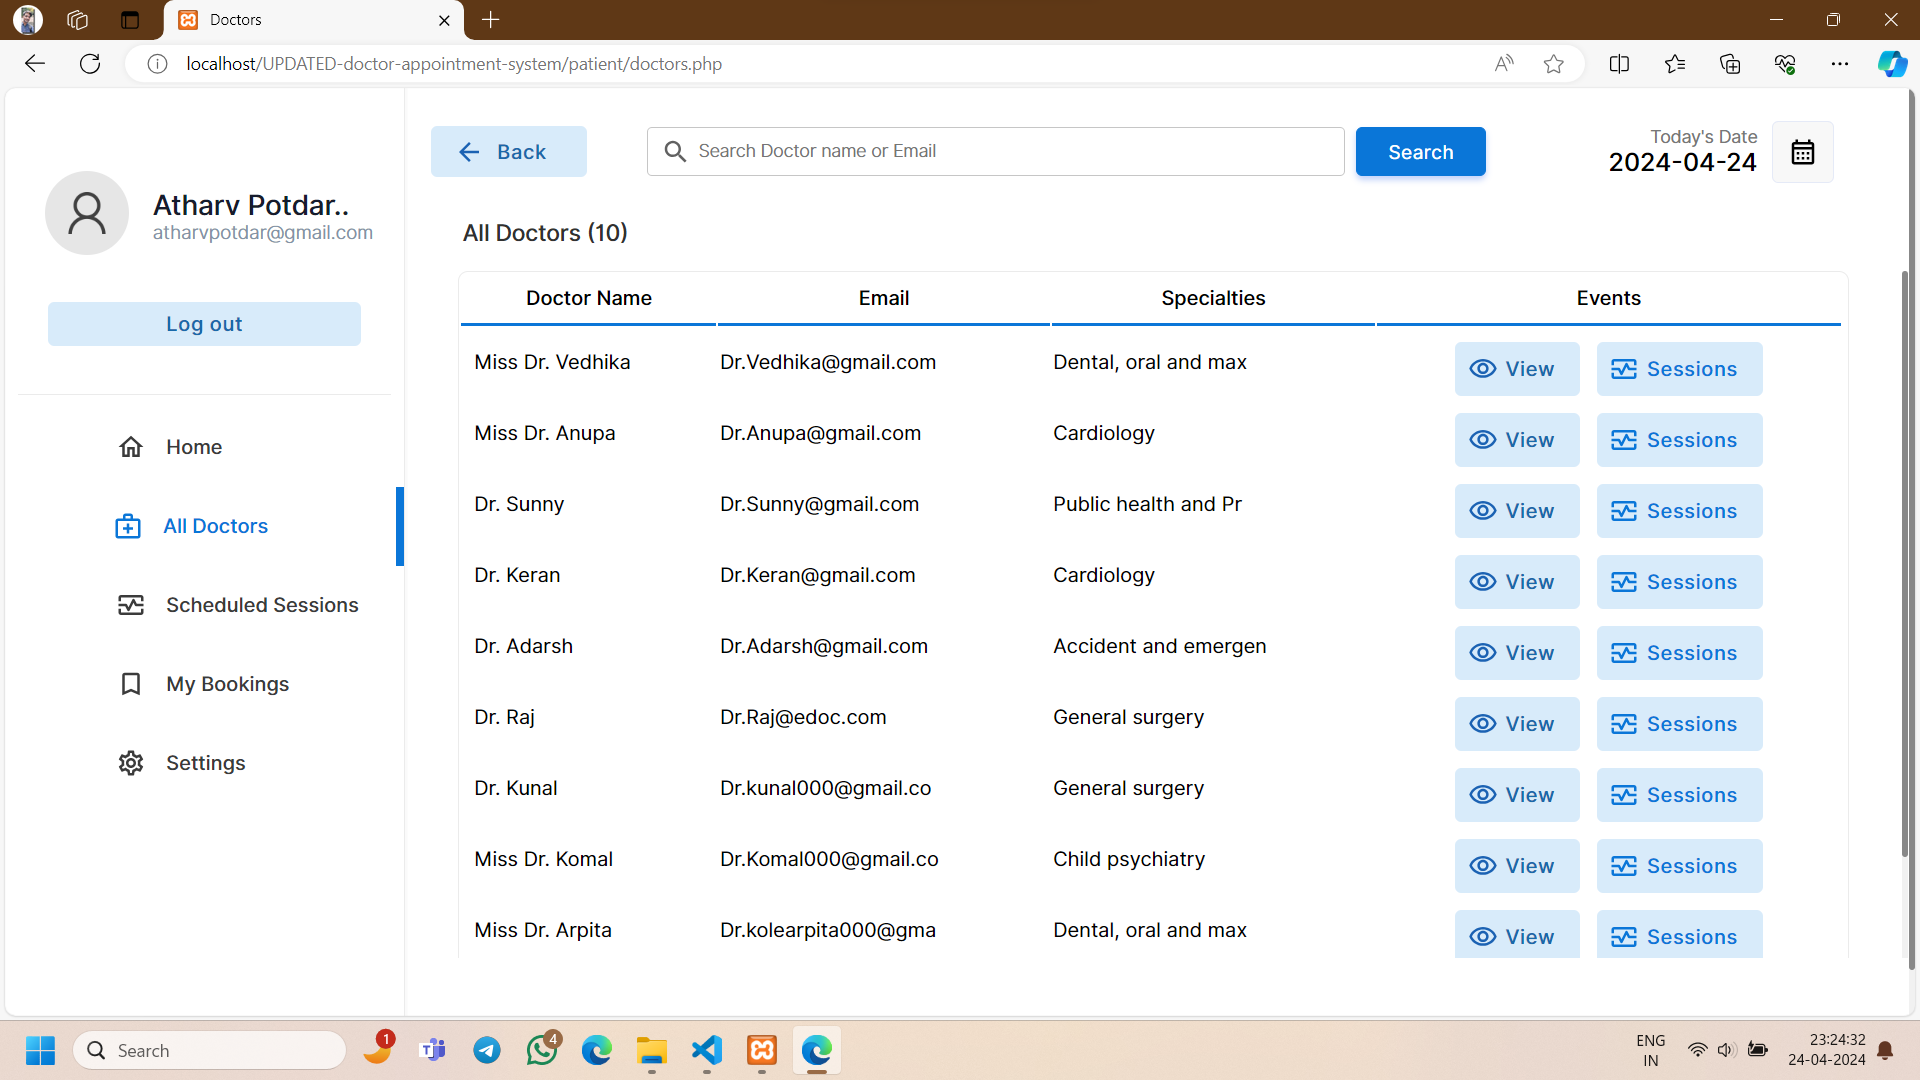 Doctors
localhost/UPDATED-doctor-appointment-system/patient/doctors.php
Atharv Potdar..
atharvpotdar@gmail.com
Log out
Home
All Doctors
Scheduled Sessions
My Bookings
Settings
Back
Search Doctor name or Email
Search
Today's Date
2024-04-24
All Doctors (10)
Doctor Name Email Specialties Events
Miss Dr. Vedhika Dr.Vedhika@gmail.com Dental, oral and max View Sessions
Miss Dr. Anupa Dr.Anupa@gmail.com Cardiology View Sessions
Dr. Sunny Dr.Sunny@gmail.com Public health and Pr View Sessions
Dr. Keran Dr.Keran@gmail.com Cardiology View Sessions
Dr. Adarsh Dr.Adarsh@gmail.com Accident and emergen View Sessions
Dr. Raj Dr.Raj@edoc.com General surgery View Sessions
Dr. Kunal Dr.kunal000@gmail.co General surgery View Sessions
Miss Dr. Komal Dr.Komal000@gmail.co Child psychiatry View Sessions
Miss Dr. Arpita Dr.kolearpita000@gma Dental, oral and max View Sessions
Search
1
4
ENG
IN
23:24:32
24-04-2024